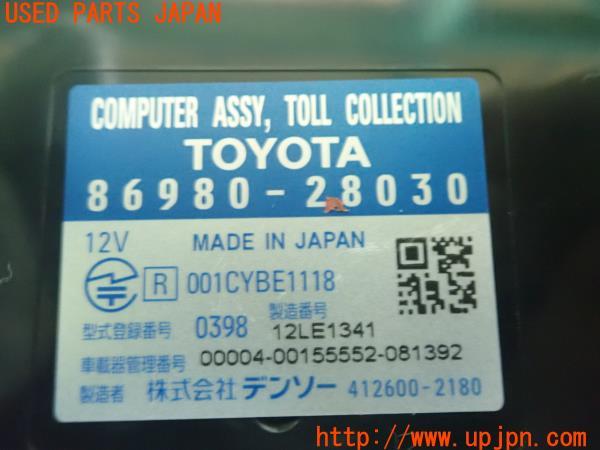 USED PARTS JAPAN
COMPUTER ASSY, TOLL COLLECTION
TOYOTA
86980-28030
12V MADE IN JAPAN
R 001CYBE1118
型式登録番号 0398 製造番号 12LE1341
車載器管理番号 00004-00155552-081392
製造者 株式会社デンソー 412600-2180
http://www.upjpn.com/